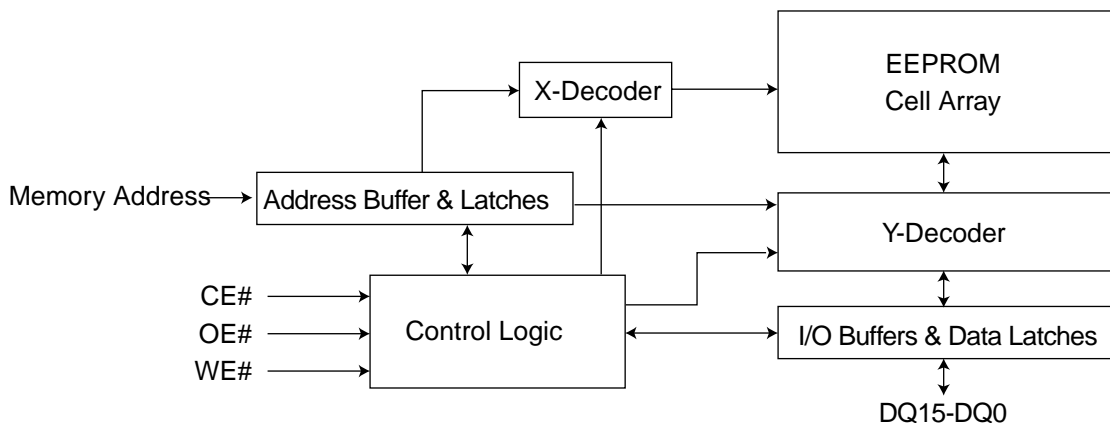 EEPROM
Cell Array
X-Decoder
Memory Address
Address Buffer & Latches
Y-Decoder
CE#
OE#
WE#
Control Logic
I/O Buffers & Data Latches
DQ15-DQ0